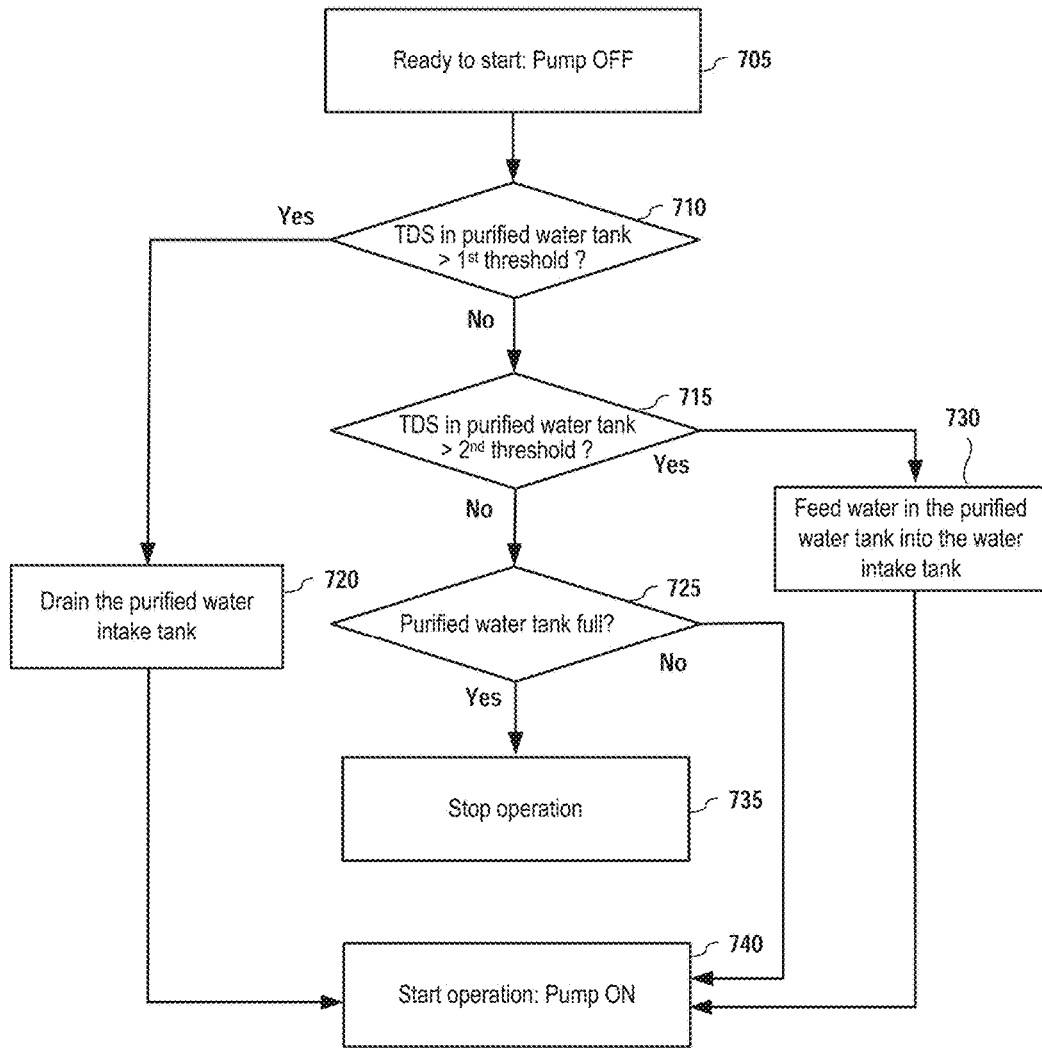 Ready to start: Pump OFF
705
710
Yes
TDS in purified water tank
> 1st threshold ?
No
715
TDS in purified water tank
> 2nd threshold ?
Yes
730
No
Feed water in the purified
water tank into the water
intake tank
720
Drain the purified water
intake tank
725
Purified water tank full?
No
Yes
Stop operation
735
740
Start operation: Pump ON